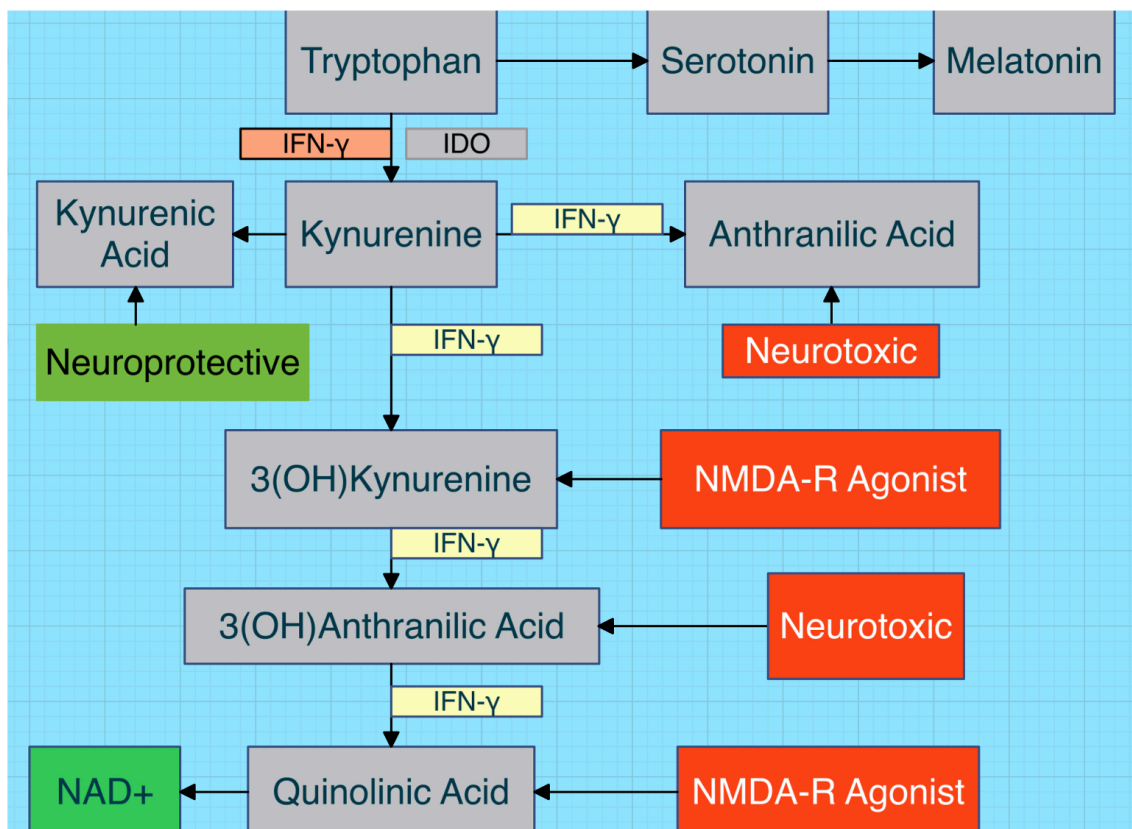 Tryptophan
Serotonin
Melatonin
IFN-γ
IDO
Kynurenic
Acid
Kynurenine
IFN-γ
Anthranilic Acid
Neuroprotective
IFN-γ
Neurotoxic
3(OH)Kynurenine
NMDA-R Agonist
IFN-γ
3(OH)Anthranilic Acid
Neurotoxic
IFN-γ
NAD+
Quinolinic Acid
NMDA-R Agonist